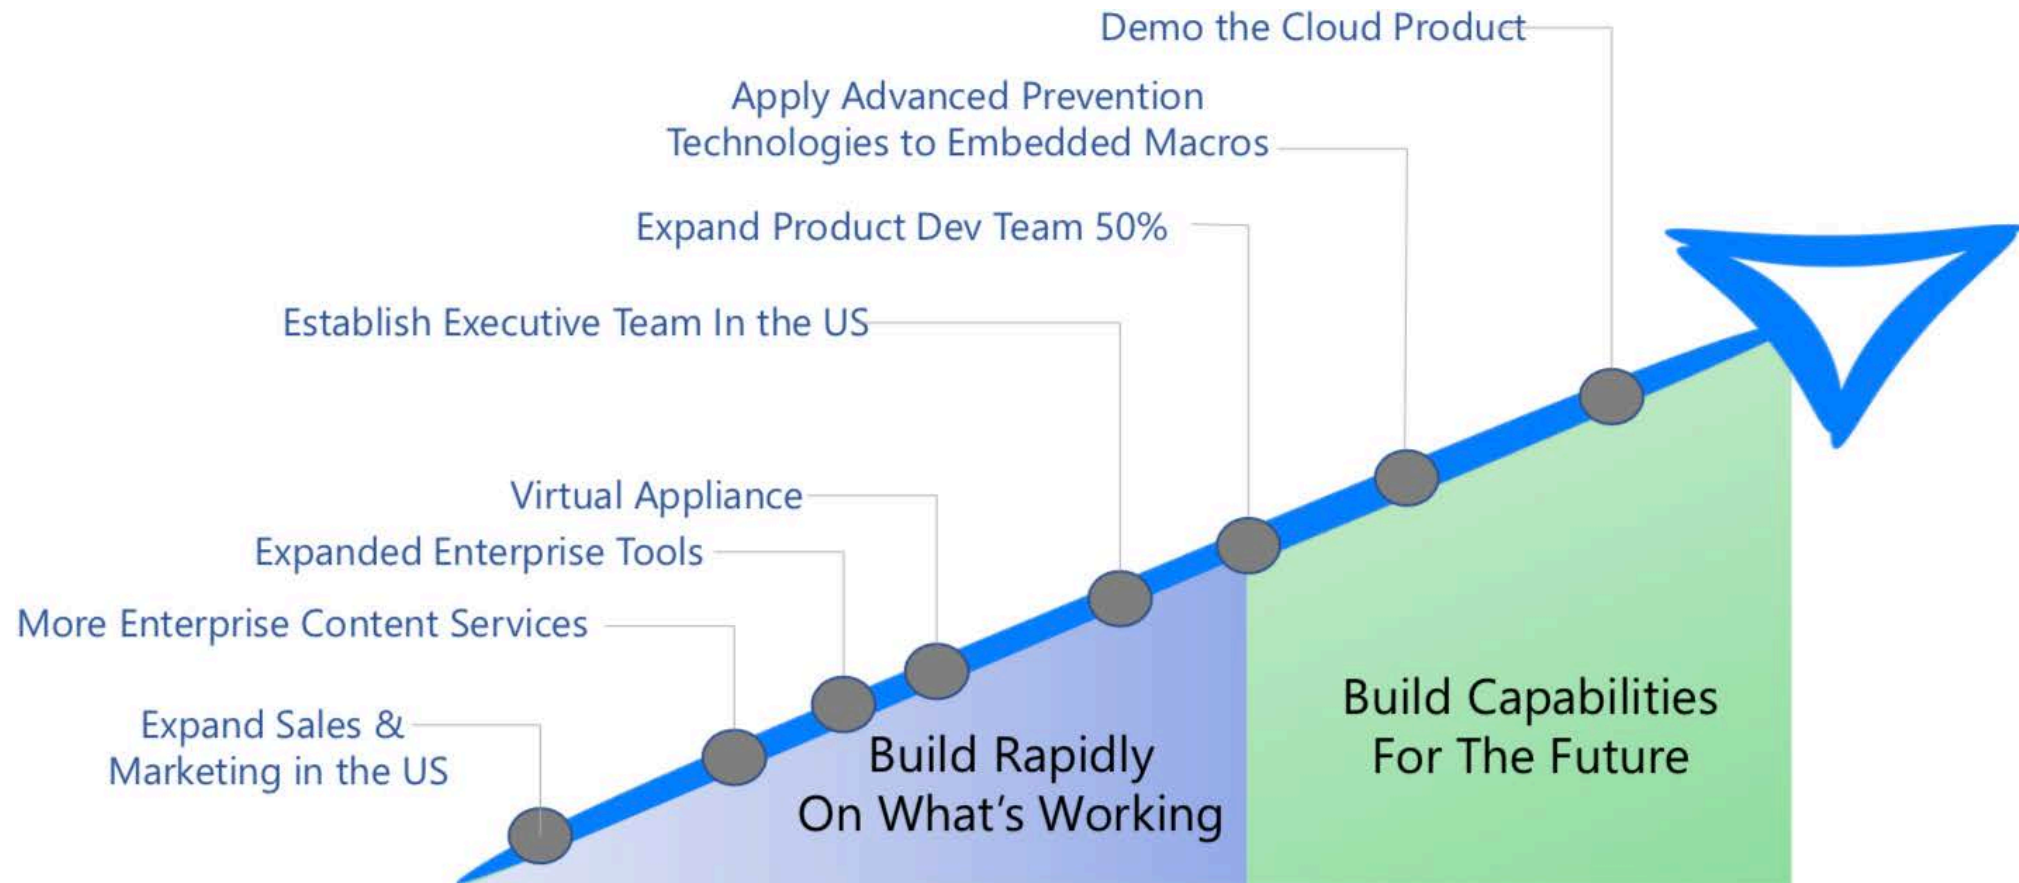 Demo the Cloud Product
Apply Advanced Prevention
Technologies to Embedded Macros
Expand Product Dev Team 50%
Establish Executive Team In the US
Virtual Appliance
Expanded Enterprise Tools
More Enterprise Content Services
Expand Sales &
Marketing in the US
Build Rapidly
On What's Working
Build Capabilities
For The Future